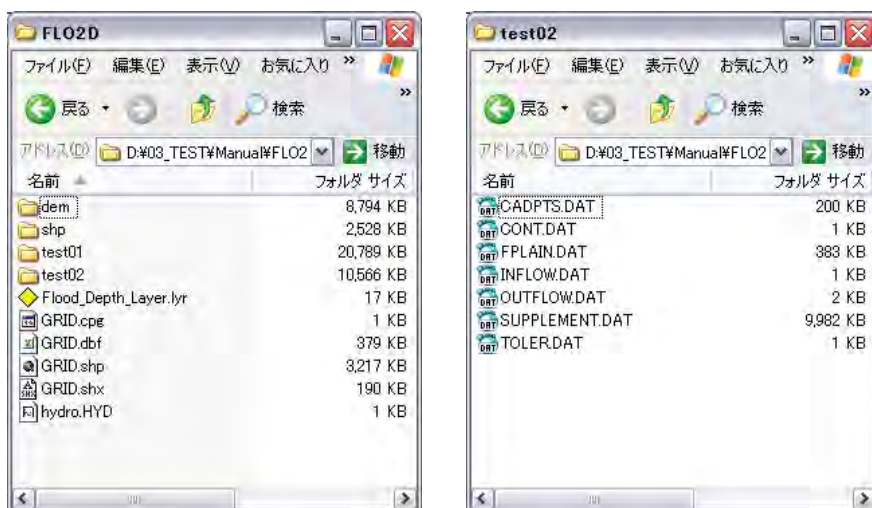 FLO2D
ファイル(F) 編集(E) 表示(V) お気に入り »
戻る 検索 »
アドレス(D) D:¥03_TEST¥Manual¥FLO2 移動
名前 フォルダ サイズ
dem 8,794 KB
shp 2,528 KB
test01 20,789 KB
test02 10,566 KB
Flood_Depth_Layer.lyr 17 KB
GRID.cpg 1 KB
GRID.dbf 379 KB
GRID.shp 3,217 KB
GRID.shx 190 KB
hydro.HYD 1 KB
test02
ファイル(F) 編集(E) 表示(V) お気に入り »
戻る 検索 »
アドレス(D) D:¥03_TEST¥Manual¥FLO2 移動
名前 フォルダ サイズ
CADPTS.DAT 200 KB
CONT.DAT 1 KB
FPLAIN.DAT 383 KB
INFLOW.DAT 1 KB
OUTFLOW.DAT 2 KB
SUPPLEMENT.DAT 9,982 KB
TOLER.DAT 1 KB